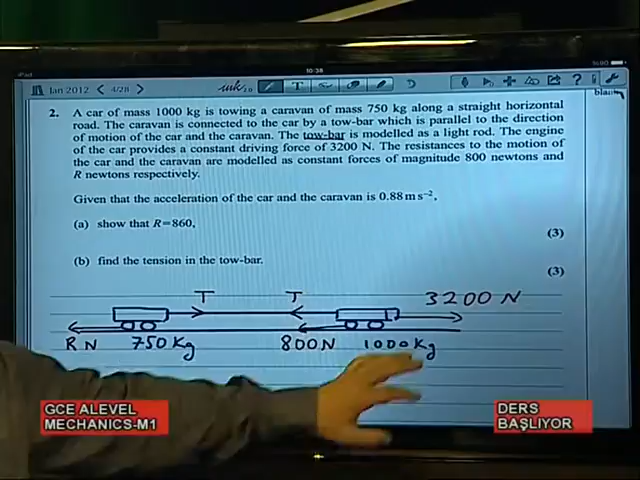 iPad
10:38
Jan 2012
4/28
T
?
2. A car of mass 1000 kg is towing a caravan of mass 750 kg along a straight horizontal
road. The caravan is connected to the car by a tow-bar which is parallel to the direction
of motion of the car and the caravan. The tow-bar is modelled as a light rod. The engine
of the car provides a constant driving force of 3200 N. The resistances to the motion of
the car and the caravan are modelled as constant forces of magnitude 800 newtons and
R newtons respectively.
Given that the acceleration of the car and the caravan is 0.88 m s⁻²,
(a) show that R=860,
(3)
(b) find the tension in the tow-bar.
(3)
T T 3200 N
RN 750 Kg 800N 1000 Kg
GCE ALEVEL
MECHANICS-M1
DERS
BAŞLIYOR